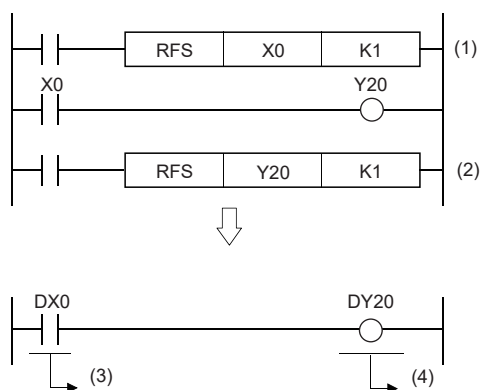 RFS X0 K1 (1)
X0 Y20
RFS Y20 K1 (2)
DX0 DY20
(3) (4)